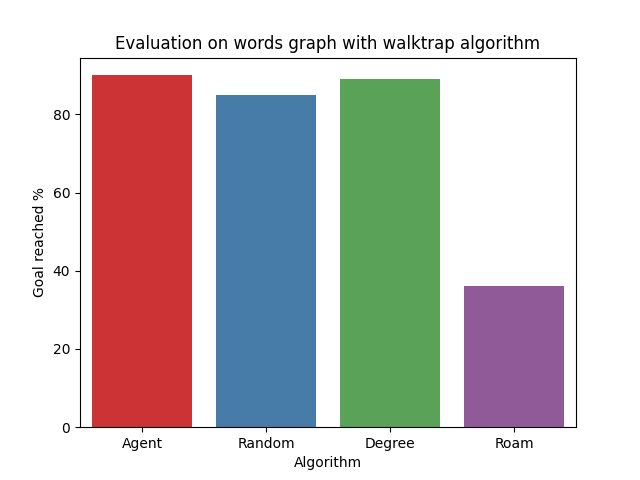 Evaluation on words graph with walktrap algorithm
Goal reached %
80
60
40
20
0
Agent Random Degree Roam
Algorithm